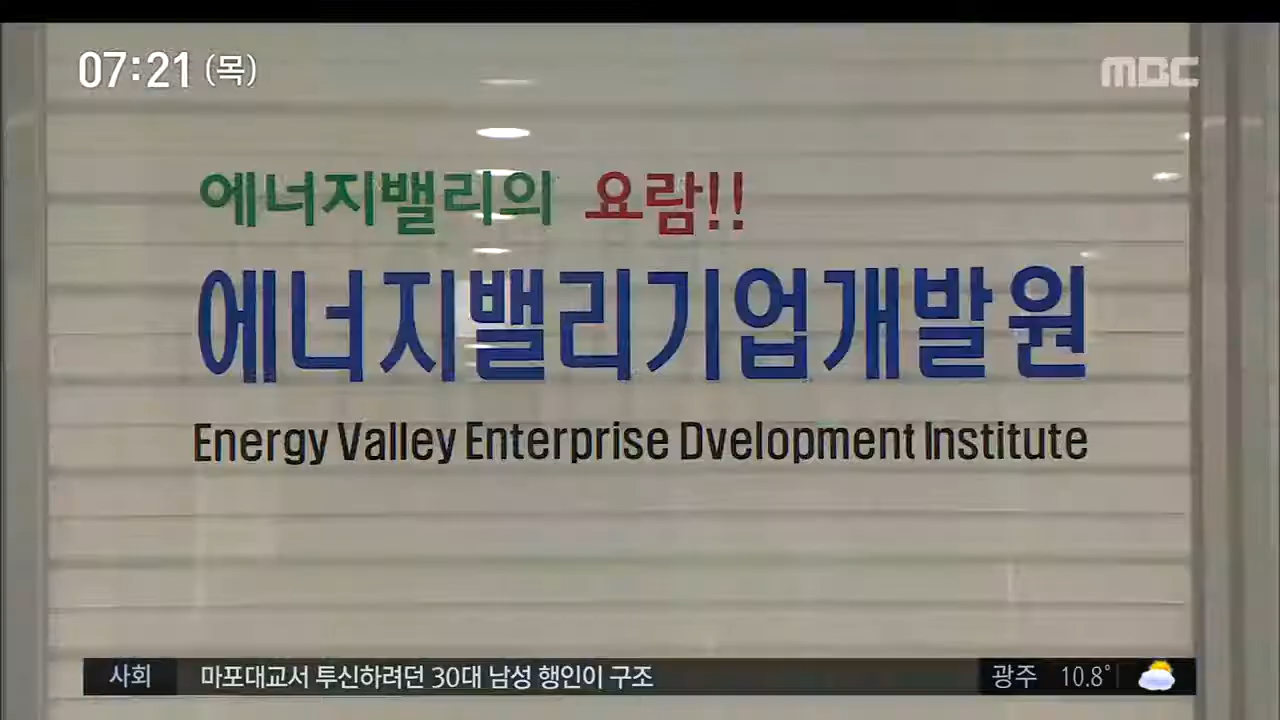 07:21 (목)
MBC
에너지밸리의 요람!!
에너지밸리기업개발원
Energy Valley Enterprise Dvelopment Institute
사회 마포대교서 투신하려던 30대 남성 행인이 구조
광주 10.8°